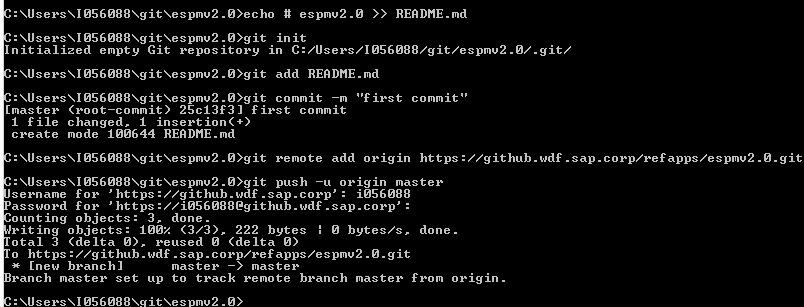 C:\Users\I056088\git\espmv2.0>echo # espmv2.0 >> README.md
C:\Users\I056088\git\espmv2.0>git init
Initialized empty Git repository in C:/Users/I056088/git/espmv2.0/.git/
C:\Users\I056088\git\espmv2.0>git add README.md
C:\Users\I056088\git\espmv2.0>git commit -m "first commit"
[master (root-commit) 25c13f3] first commit
 1 file changed, 1 insertion(+)
 create mode 100644 README.md
C:\Users\I056088\git\espmv2.0>git remote add origin https://github.wdf.sap.corp/refapps/espmv2.0.git
C:\Users\I056088\git\espmv2.0>git push -u origin master
Username for 'https://github.wdf.sap.corp': i056088
Password for 'https://i056088@github.wdf.sap.corp':
Counting objects: 3, done.
Writing objects: 100% (3/3), 222 bytes | 0 bytes/s, done.
Total 3 (delta 0), reused 0 (delta 0)
To https://github.wdf.sap.corp/refapps/espmv2.0.git
 * [new branch]      master -> master
Branch master set up to track remote branch master from origin.
C:\Users\I056088\git\espmv2.0>